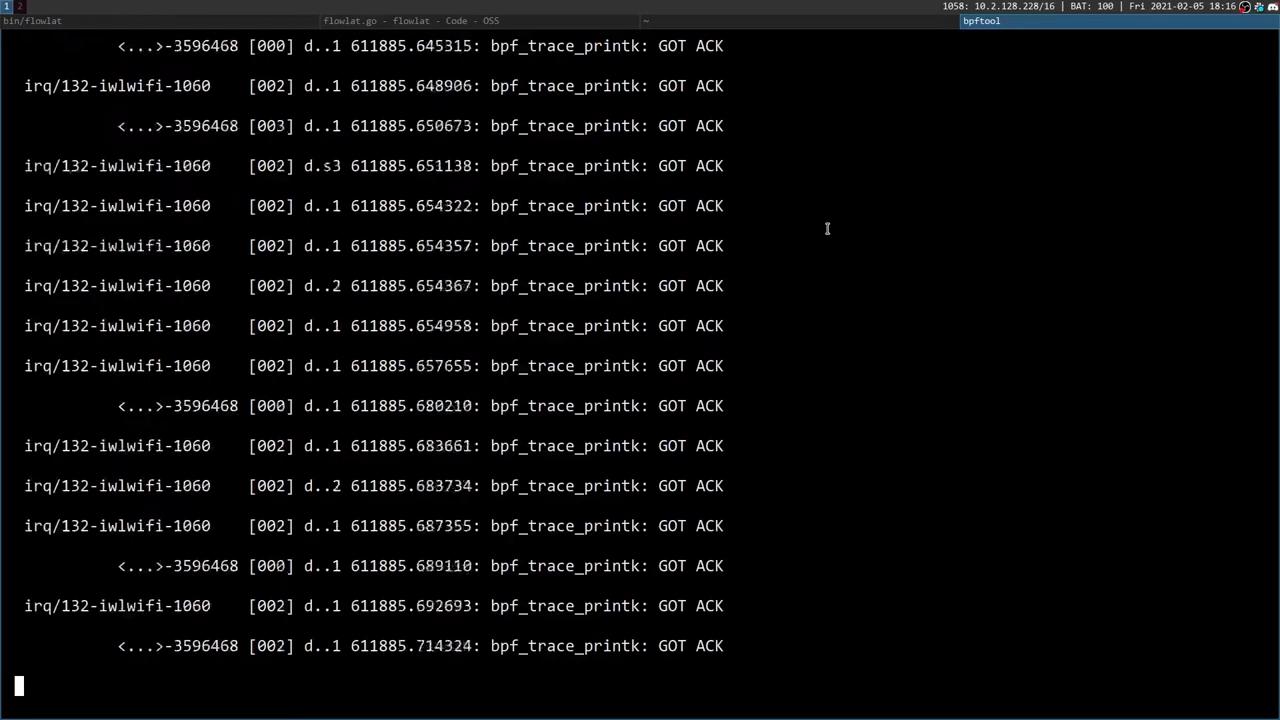 1 2 1058: 10.2.128.228/16 | BAT: 100 | Fri 2021-02-05 18:16
bin/flowlat flowlat.go - flowlat - Code - OSS ~ bpftool
<...>-3596468 [000] d..1 611885.645315: bpf_trace_printk: GOT ACK
irq/132-iwlwifi-1060 [002] d..1 611885.648906: bpf_trace_printk: GOT ACK
<...>-3596468 [003] d..1 611885.650673: bpf_trace_printk: GOT ACK
irq/132-iwlwifi-1060 [002] d.s3 611885.651138: bpf_trace_printk: GOT ACK
irq/132-iwlwifi-1060 [002] d..1 611885.654322: bpf_trace_printk: GOT ACK
irq/132-iwlwifi-1060 [002] d..1 611885.654357: bpf_trace_printk: GOT ACK
irq/132-iwlwifi-1060 [002] d..2 611885.654367: bpf_trace_printk: GOT ACK
irq/132-iwlwifi-1060 [002] d..1 611885.654958: bpf_trace_printk: GOT ACK
irq/132-iwlwifi-1060 [002] d..1 611885.657655: bpf_trace_printk: GOT ACK
<...>-3596468 [000] d..1 611885.680210: bpf_trace_printk: GOT ACK
irq/132-iwlwifi-1060 [002] d..1 611885.683661: bpf_trace_printk: GOT ACK
irq/132-iwlwifi-1060 [002] d..2 611885.683734: bpf_trace_printk: GOT ACK
irq/132-iwlwifi-1060 [002] d..1 611885.687355: bpf_trace_printk: GOT ACK
<...>-3596468 [000] d..1 611885.689110: bpf_trace_printk: GOT ACK
irq/132-iwlwifi-1060 [002] d..1 611885.692693: bpf_trace_printk: GOT ACK
<...>-3596468 [002] d..1 611885.714324: bpf_trace_printk: GOT ACK